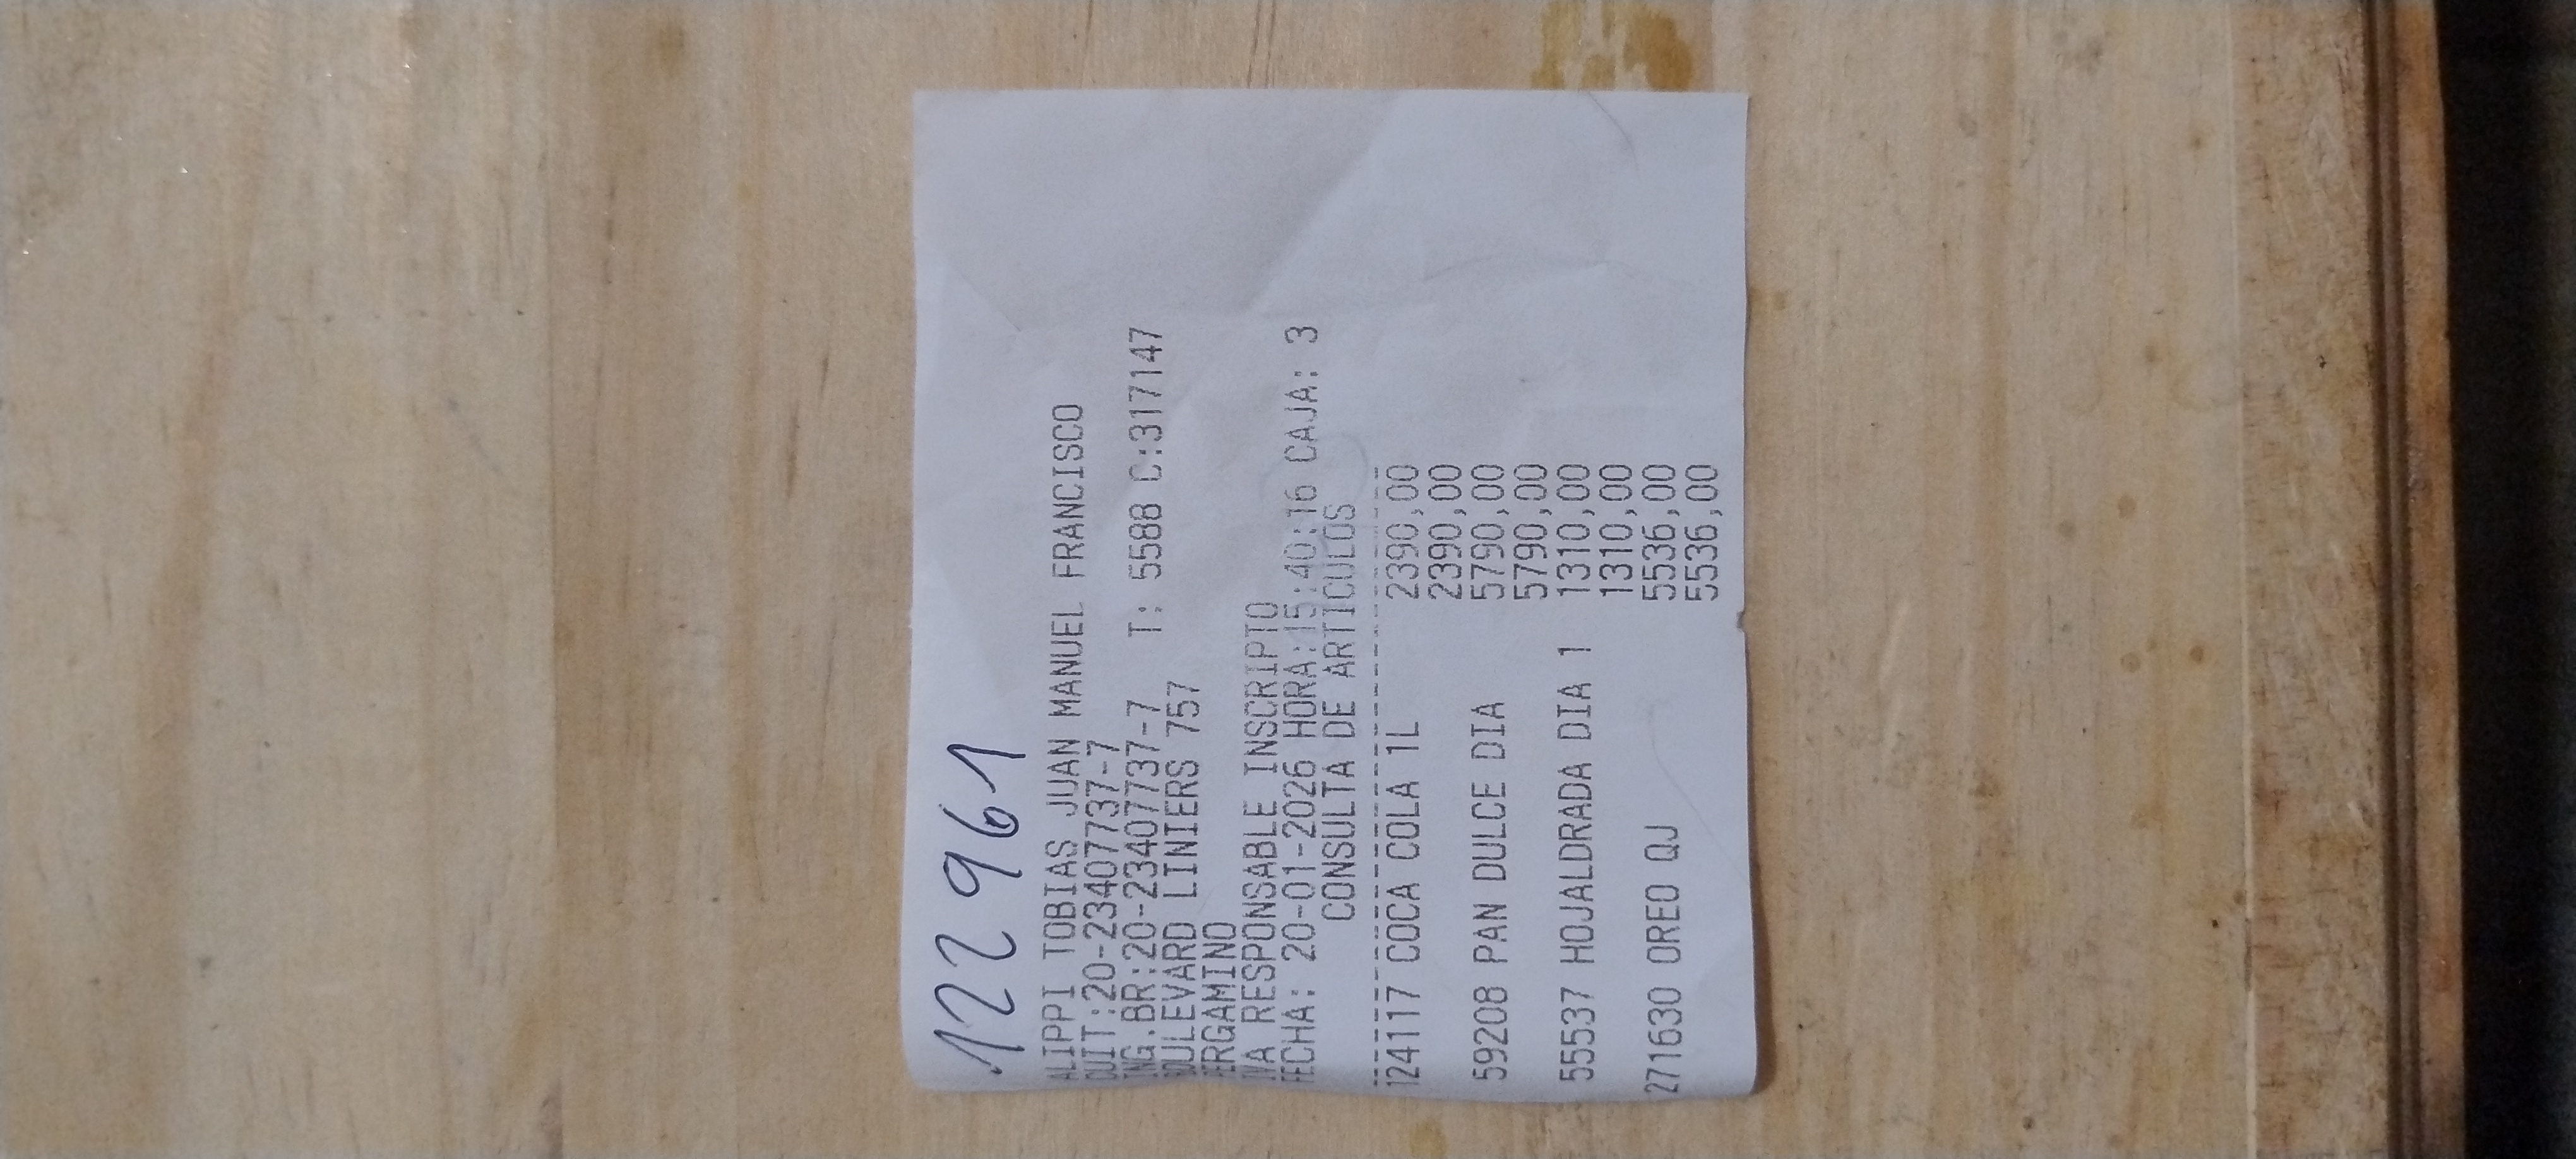 122961
ALIPPI TOBIAS JUAN MANUEL FRANCISCO
CUIT:20-23407737-7
ING.BR:20-23407737-7 T: 5588 C:317147
BOULEVARD LINIERS 757
PERGAMINO
IVA RESPONSABLE INSCRIPTO
FECHA: 20-01-2026 HORA:15:40:16 CAJA: 3
CONSULTA DE ARTICULOS
124117 COCA COLA 1L 2390,00
2390,00
59208 PAN DULCE DIA 5790,00
5790,00
55537 HOJALDRADA DIA 1 1310,00
1310,00
271630 OREO QJ 5536,00
5536,00